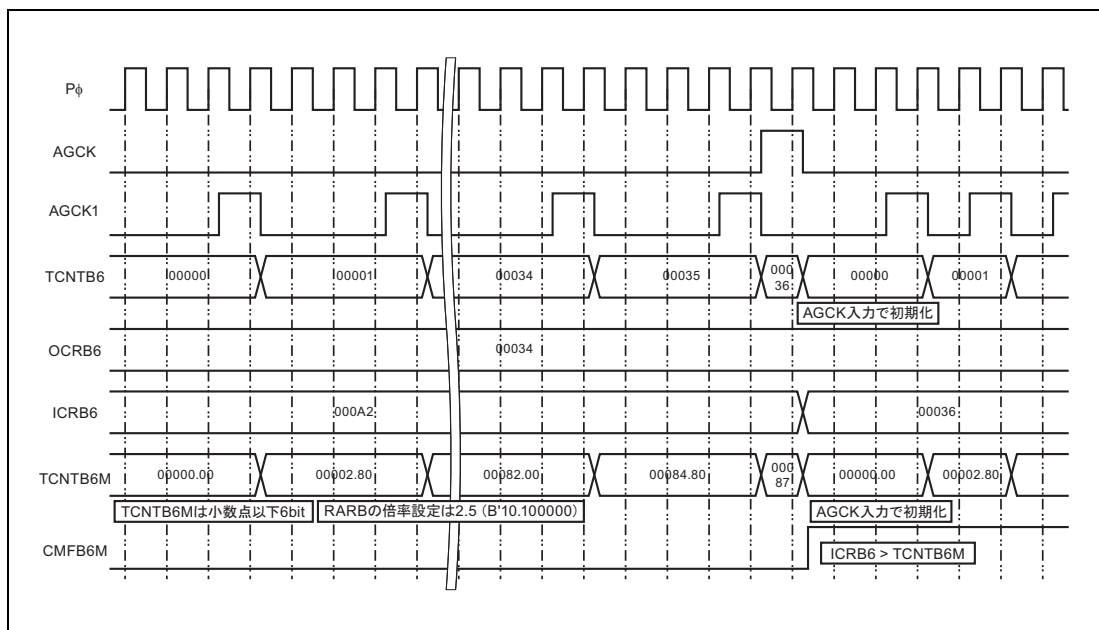 Pφ
AGCK
AGCK1
TCNTB6 00000 00001 00034 00035 000 36 00000 00001
AGCK入力で初期化
OCRB6 00034
ICRB6 000A2 00036
TCNTB6M 00000.00 00002.80 00082.00 00084.80 000 87 00000.00 00002.80
TCNTB6Mは小数点以下6bit RARBの倍率設定は2.5（B'10.100000） AGCK入力で初期化
CMFB6M ICRB6 > TCNTB6M